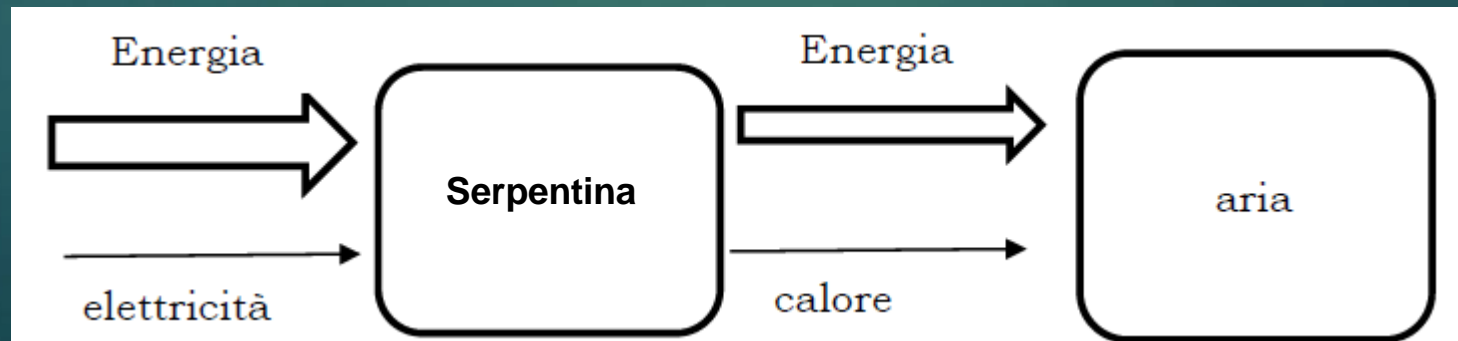 Energia
Energia
Serpentina
aria
elettricità
calore